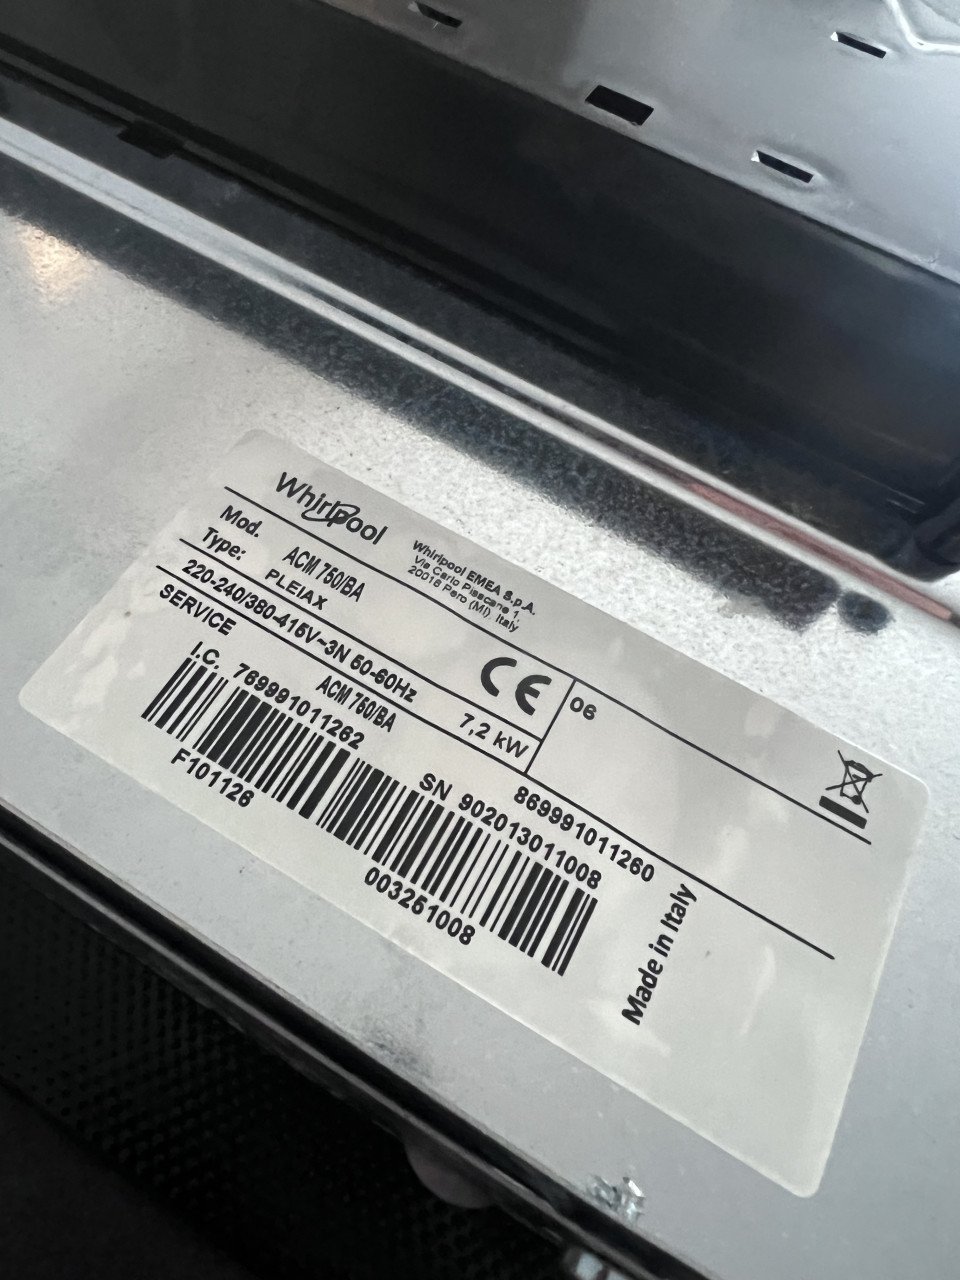 Whirlpool
Whirlpool EMEA S.p.A.
Via Carlo Pisacane 1,
20016 Pero (MI), Italy
Mod. ACM 750/BA
Type: PLEIAX
220-240/380-415V~3N 50-60Hz 7,2 kW
CE
06
SERVICE ACM 750/BA 869991011260
I.C. 769991011262 SN 902013011008
F101126 003251008
Made in Italy